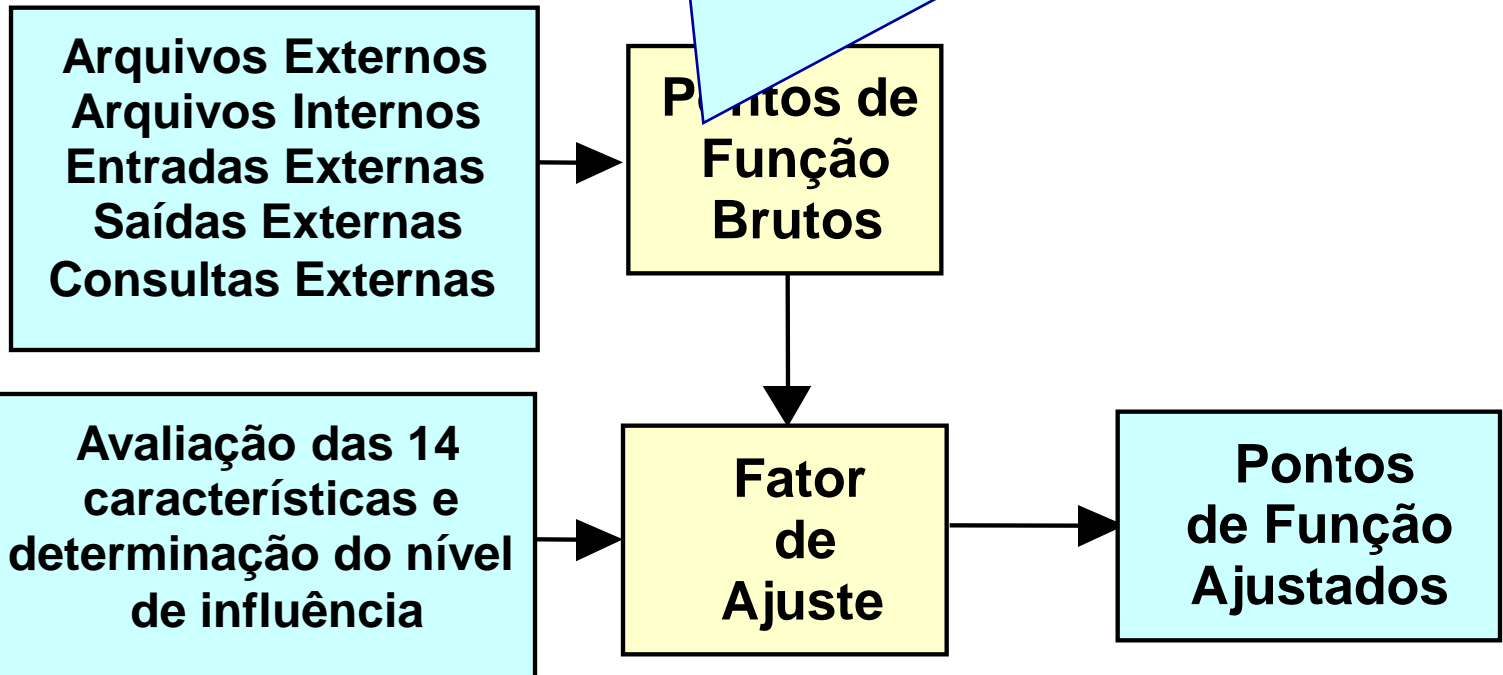 Arquivos Externos
Arquivos Internos
Entradas Externas
Saídas Externas
Consultas Externas
de
Função
Brutos
Avaliação das 14
características e
determinação do nível
de influência
Fator
de
Ajuste
Pontos
de Função
Ajustados